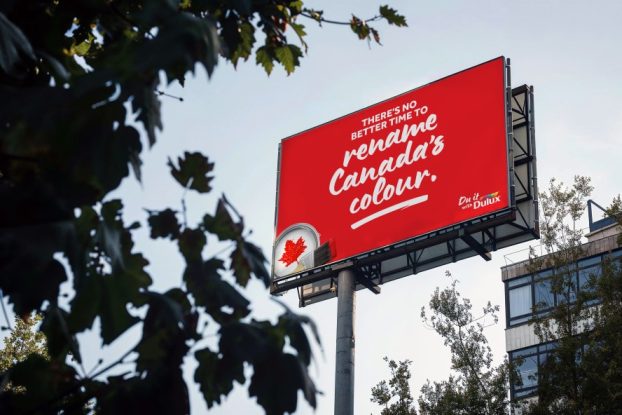 THERE'S NO
BETTER TIME TO
rename
Canada's
colour.
Do it
with Dulux